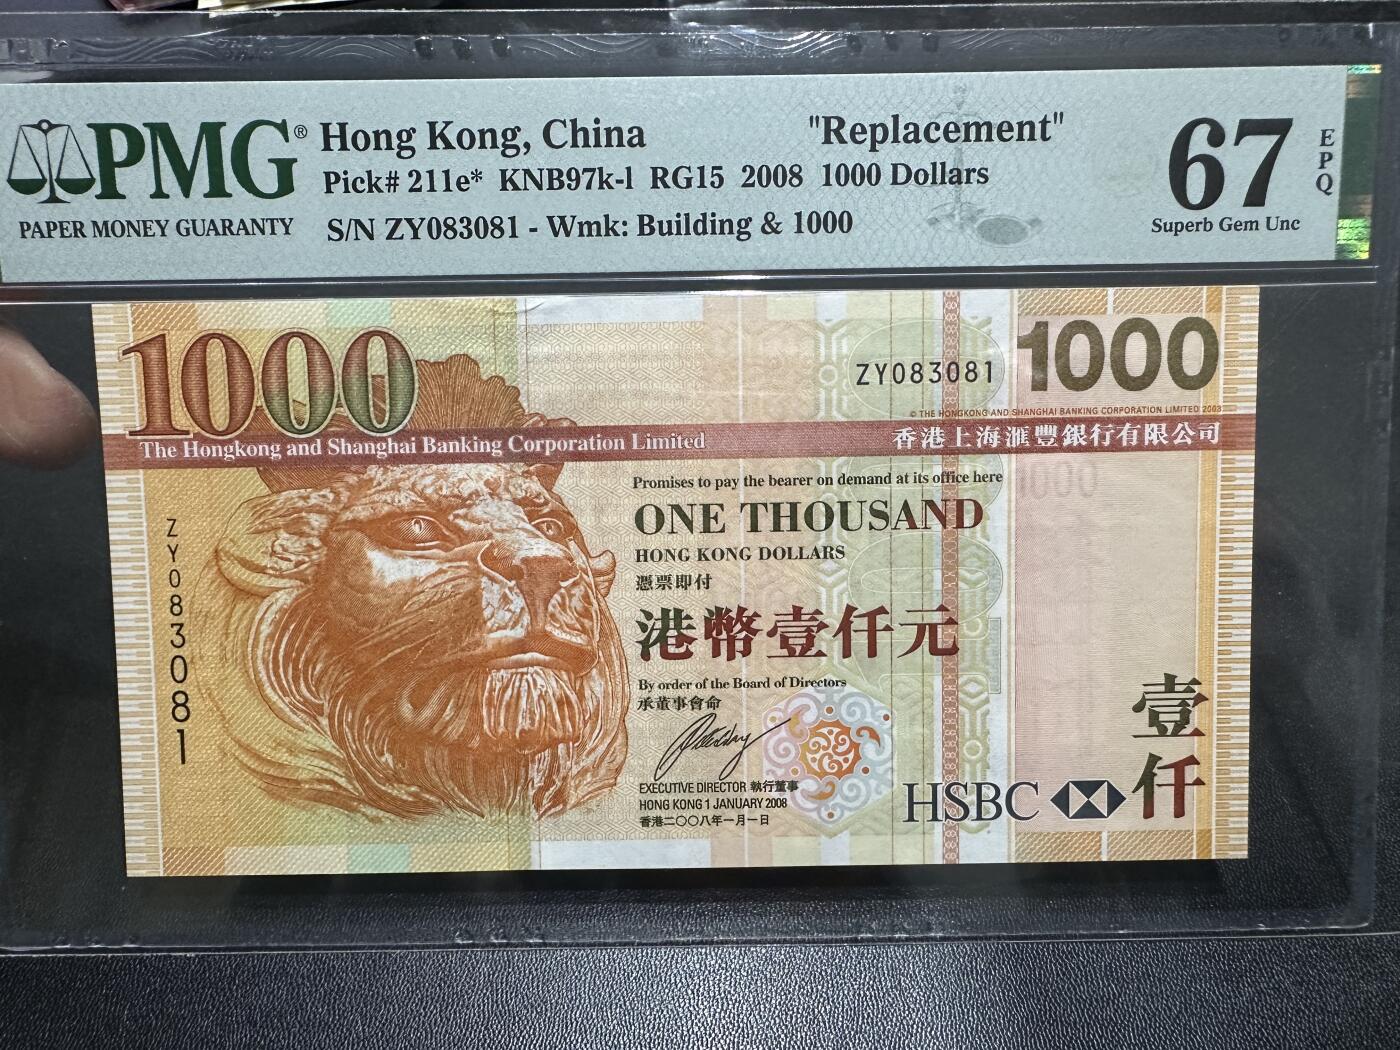 PMG®
PAPER MONEY GUARANTY
Hong Kong, China "Replacement"
Pick# 211e* KNB97k-l RG15 2008 1000 Dollars
S/N ZY083081 - Wmk: Building & 1000
67
EPQ
Superb Gem Unc
1000
ZY083081
1000
© THE HONGKONG AND SHANGHAI BANKING CORPORATION LIMITED 2003
The Hongkong and Shanghai Banking Corporation Limited
香港上海滙豐銀行有限公司
Promises to pay the bearer on demand at its office here
1000
ONE THOUSAND
HONG KONG DOLLARS
憑票即付
港幣壹仟元
ZY083081
By order of the Board of Directors
承董事會命
EXECUTIVE DIRECTOR 執行董事
HONG KONG 1 JANUARY 2008
香港二〇〇八年一月一日
HSBC
壹仟